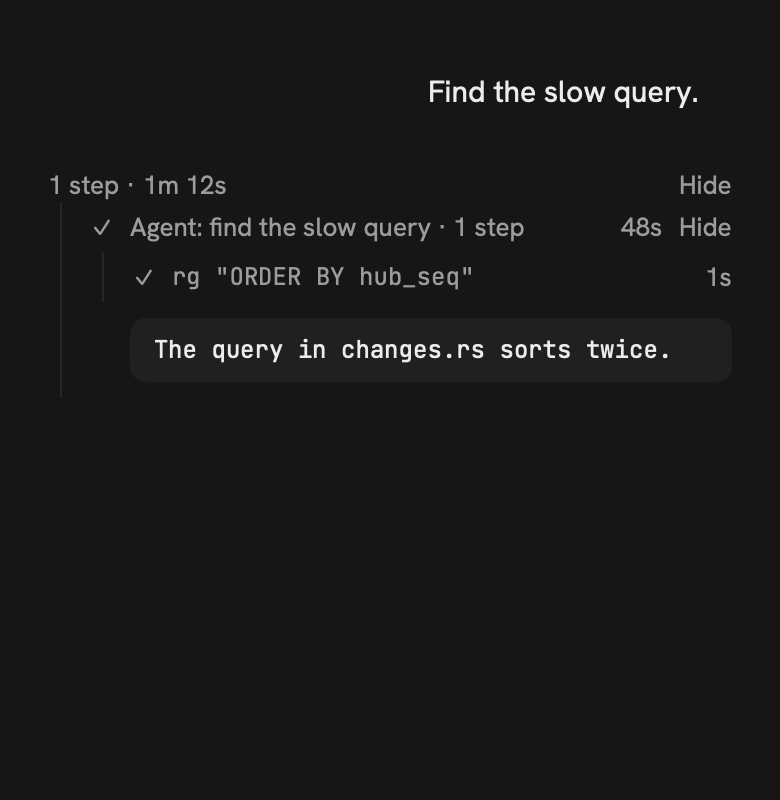 Find the slow query.
1 step · 1m 12s Hide
✓ Agent: find the slow query · 1 step 48s Hide
✓ rg "ORDER BY hub_seq" 1s
The query in changes.rs sorts twice.